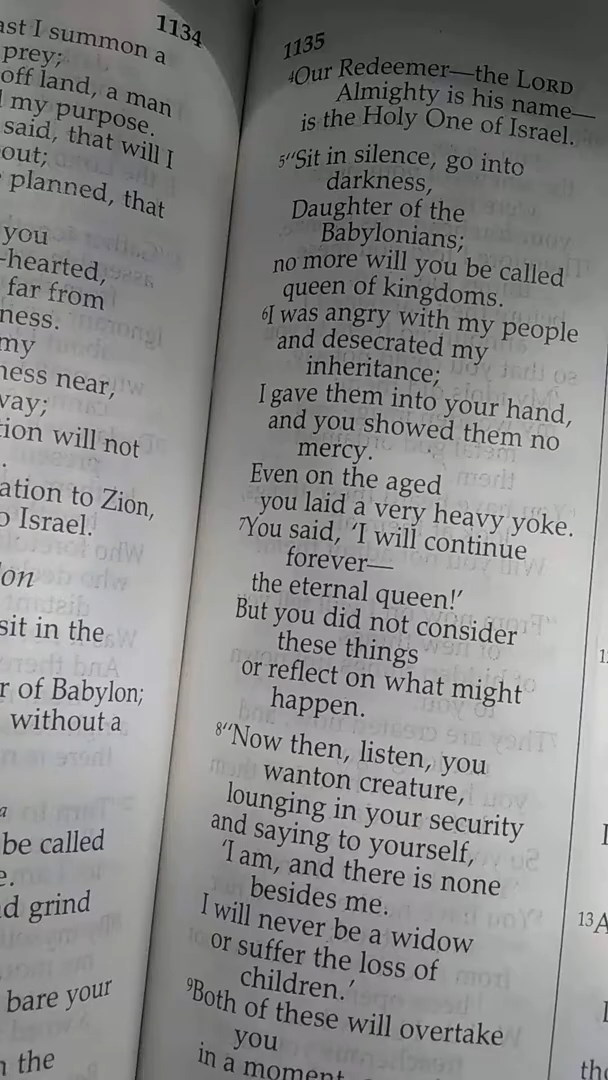 1134
ast I summon a
prey;
off land, a man
my purpose.
said, that will I
out;
planned, that
you
-hearted,
far from
ness.
my
ness near,
way;
tion will not
ation to Zion,
o Israel.
on
sit in the
r of Babylon;
without a
a
be called
e.
d grind
bare your
the
1135
4Our Redeemer—the LORD
Almighty is his name—
is the Holy One of Israel.
5“Sit in silence, go into
darkness,
Daughter of the
Babylonians;
no more will you be called
queen of kingdoms.
6I was angry with my people
and desecrated my
inheritance;
I gave them into your hand,
and you showed them no
mercy.
Even on the aged
you laid a very heavy yoke.
7You said, ‘I will continue
forever—
the eternal queen!’
But you did not consider
these things
or reflect on what might
happen.
8“Now then, listen, you
wanton creature,
lounging in your security
and saying to yourself,
‘I am, and there is none
besides me.
I will never be a widow
or suffer the loss of
children.’
9Both of these will overtake
you
in a moment,
13A
tho